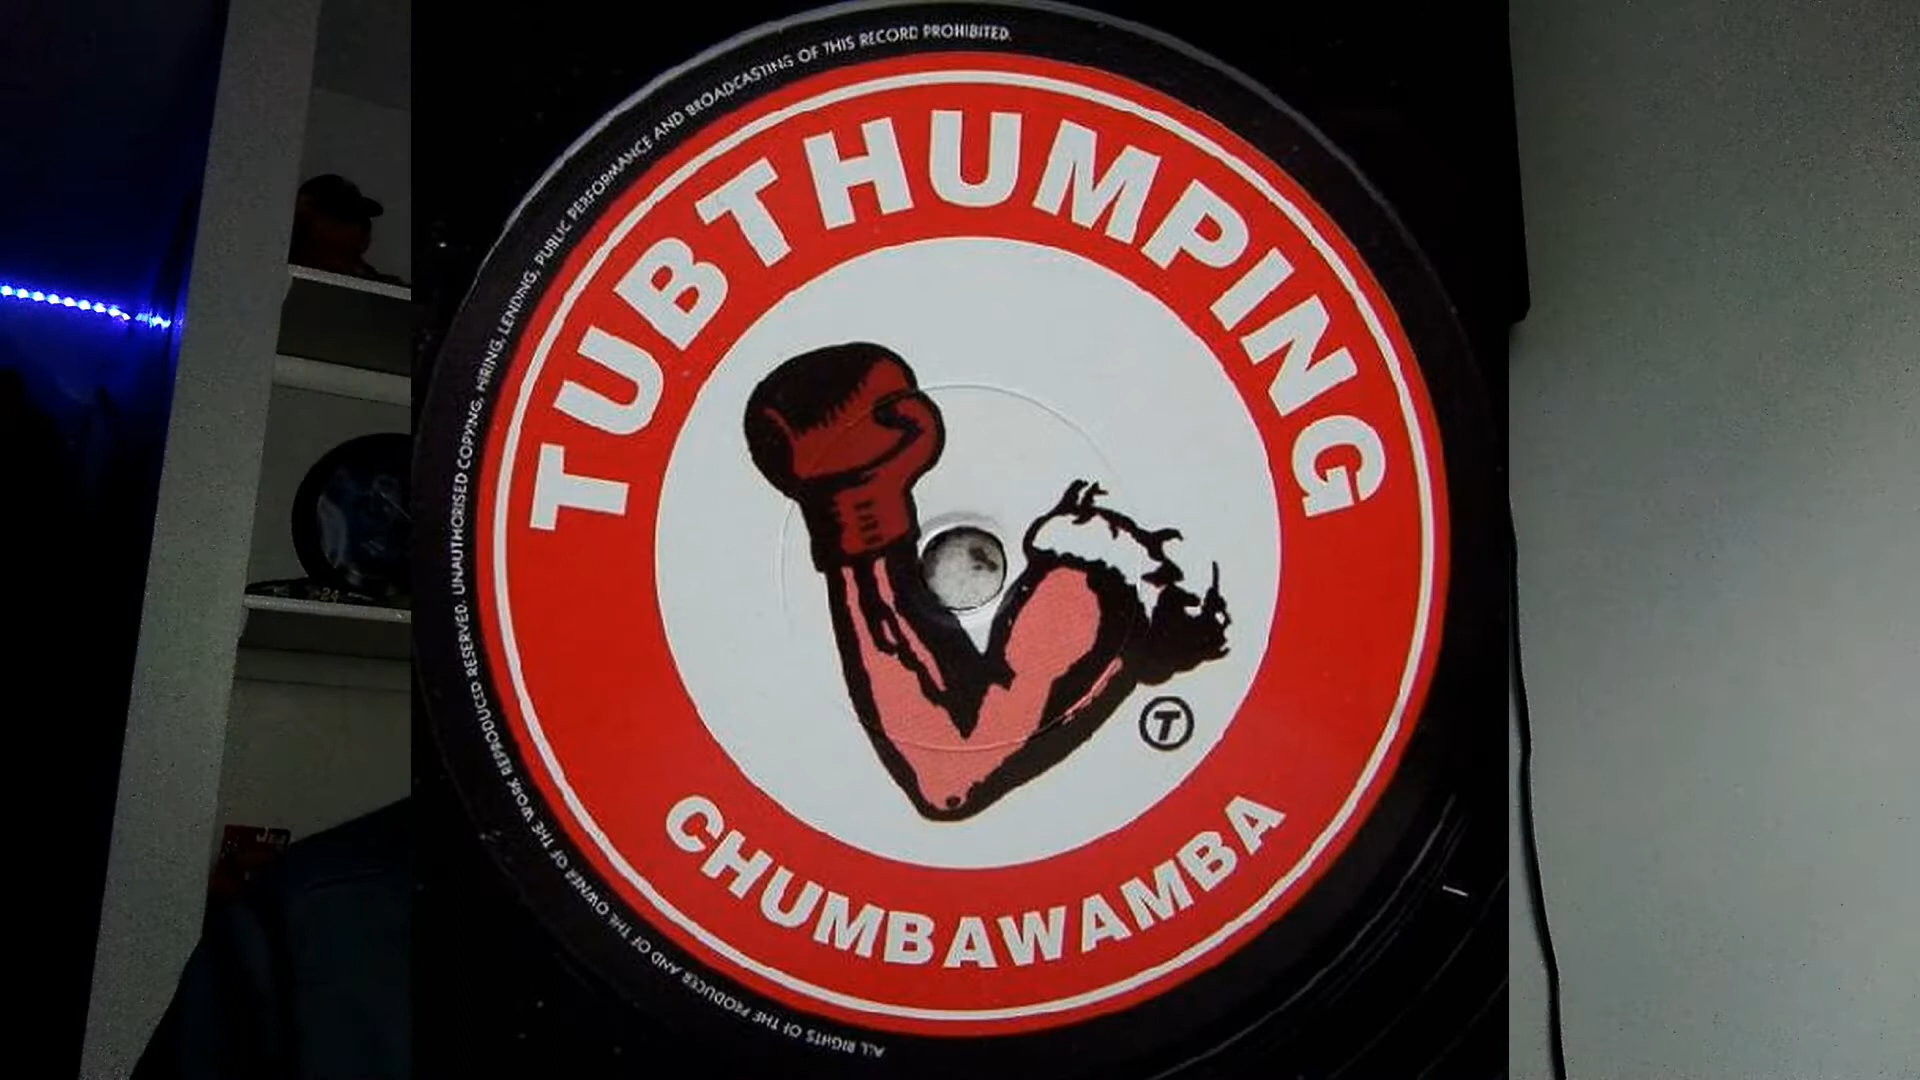 ALL RIGHTS OF THE PRODUCER AND OF THE OWNER OF THE WORK REPRODUCED RESERVED. UNAUTHORISED COPYING, HIRING, LENDING, PUBLIC PERFORMANCE AND BROADCASTING OF THIS RECORD PROHIBITED.
TUBTHUMPING
T
CHUMBAWAMBA
24